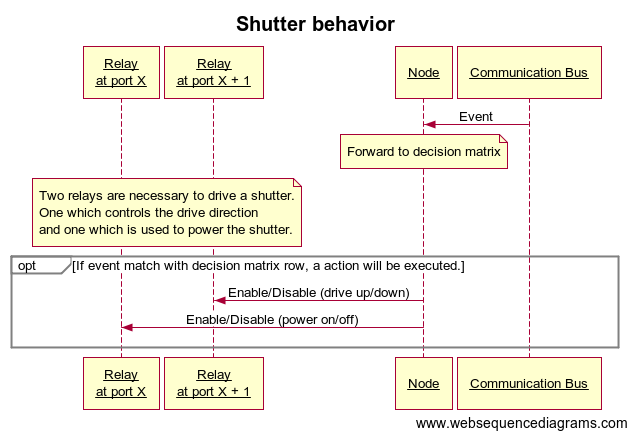 Shutter behavior
Relay
at port X
Relay
at port X + 1
Node
Communication Bus
Event
Forward to decision matrix
Two relays are necessary to drive a shutter.
One which controls the drive direction
and one which is used to power the shutter.
opt
[If event match with decision matrix row, a action will be executed.]
Enable/Disable (drive up/down)
Enable/Disable (power on/off)
Relay
at port X
Relay
at port X + 1
Node
Communication Bus
www.websequencediagrams.com